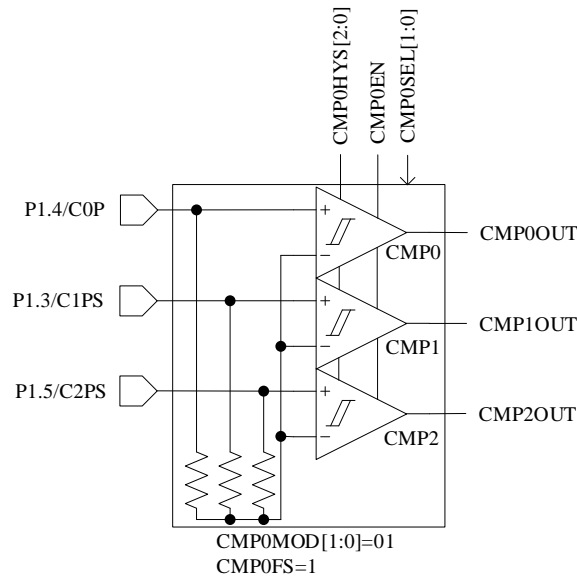 CMP0HYS[2:0]
CMP0EN
CMP0SEL[1:0]
P1.4/C0P
+
−
CMP0
CMP0OUT
P1.3/C1PS
+
−
CMP1
CMP1OUT
P1.5/C2PS
+
−
CMP2
CMP2OUT
CMP0MOD[1:0]=01
CMP0FS=1